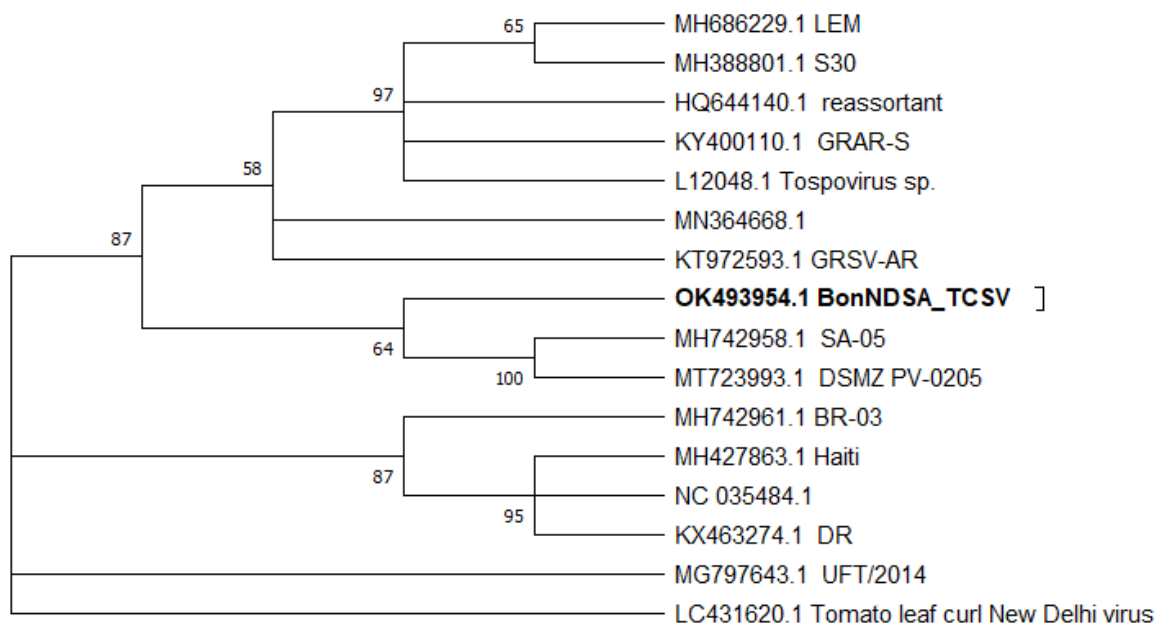 65
MH686229.1 LEM
MH388801.1 S30
97
HQ644140.1 reassortant
KY400110.1 GRAR-S
58
L12048.1 Tospovirus sp.
MN364668.1
87
KT972593.1 GRSV-AR
OK493954.1 BonNDSA_TCSV
64
MH742958.1 SA-05
100
MT723993.1 DSMZ PV-0205
MH742961.1 BR-03
87
MH427863.1 Haiti
NC 035484.1
95
KX463274.1 DR
MG797643.1 UFT/2014
LC431620.1 Tomato leaf curl New Delhi virus